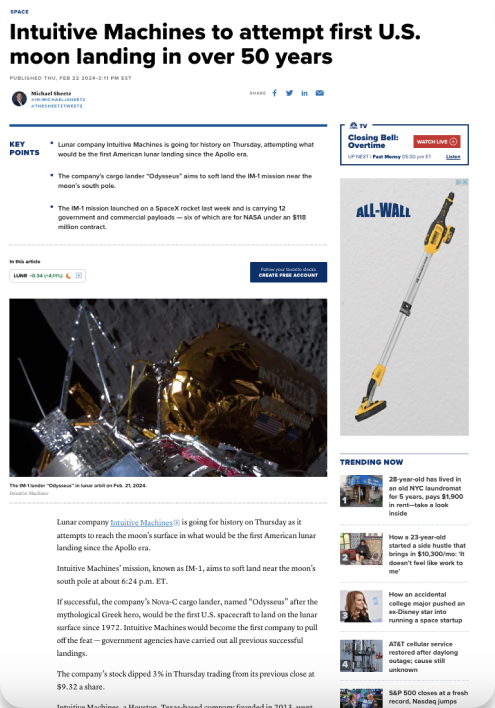 SPACE
Intuitive Machines to attempt first U.S.
moon landing in over 50 years
PUBLISHED THU, FEB 22 2024•3:11 PM EST
Michael Sheetz
@IN/MICHAELJSHEETZ
@THESHEETZTWEETZ
SHARE
KEY
POINTS
Lunar company Intuitive Machines is going for history on Thursday, attempting what
would be the first American lunar landing since the Apollo era.
The company's cargo lander "Odysseus" aims to soft land the IM-1 mission near the
moon's south pole.
The IM-1 mission launched on a SpaceX rocket last week and is carrying 12
government and commercial payloads — six of which are for NASA under an $118
million contract.
In this article
LUNR +0.34 (+4.19%)
Follow your favorite stocks
CREATE FREE ACCOUNT
INTUITIVE
The IM-1 lander "Odysseus" in lunar orbit on Feb. 21, 2024.
Intuitive Machines
Lunar company Intuitive Machines is going for history on Thursday as it
attempts to reach the moon's surface in what would be the first American lunar
landing since the Apollo era.
Intuitive Machines' mission, known as IM-1, aims to soft land near the moon's
south pole at about 6:24 p.m. ET.
If successful, the company's Nova-C cargo lander, named "Odysseus" after the
mythological Greek hero, would be the first U.S. spacecraft to land on the lunar
surface since 1972. Intuitive Machines would become the first company to pull
off the feat — government agencies have carried out all previous successful
landings.
The company's stock dipped 3% in Thursday trading from its previous close at
$9.32 a share.
Intuitive Machines, a Houston, Texas-based company founded in 2013, went
TV
Closing Bell:
Overtime
WATCH LIVE
UP NEXT | Fast Money 05:00 pm ET
Listen
ALL-WALL
TRENDING NOW
1
28-year-old has lived in
an old NYC laundromat
for 5 years, pays $1,900
in rent—take a look
inside
2
How a 23-year-old
started a side hustle that
brings in $10,300/mo: 'It
doesn't feel like work to
me'
3
How an accidental
college major pushed an
ex-Disney star into
running a space startup
4
AT&T cellular service
restored after daylong
outage; cause still
unknown
S&P 500 closes at a fresh
record, Nasdaq jumps